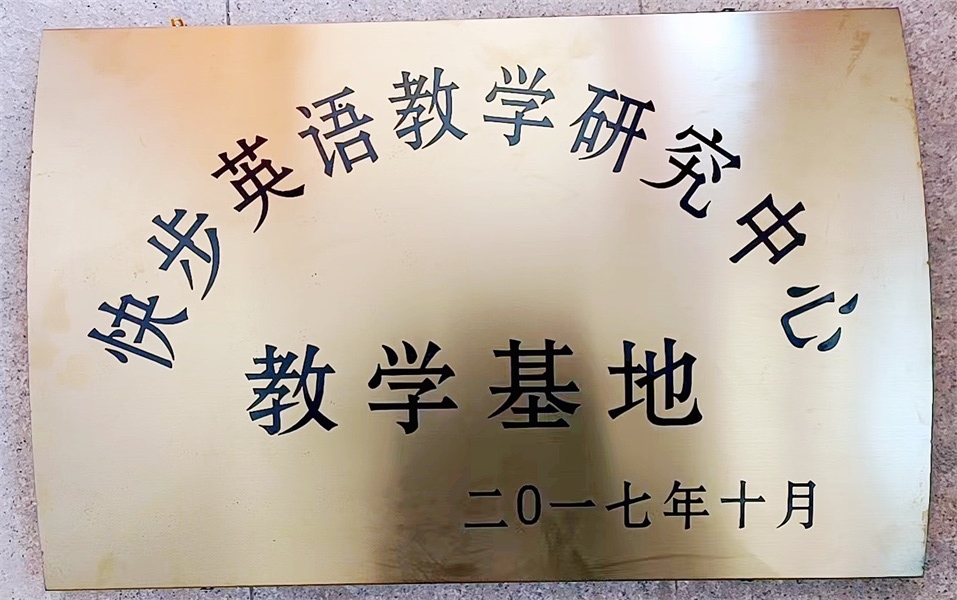 快步英语教学研究中心
教学基地
二0一七年十月